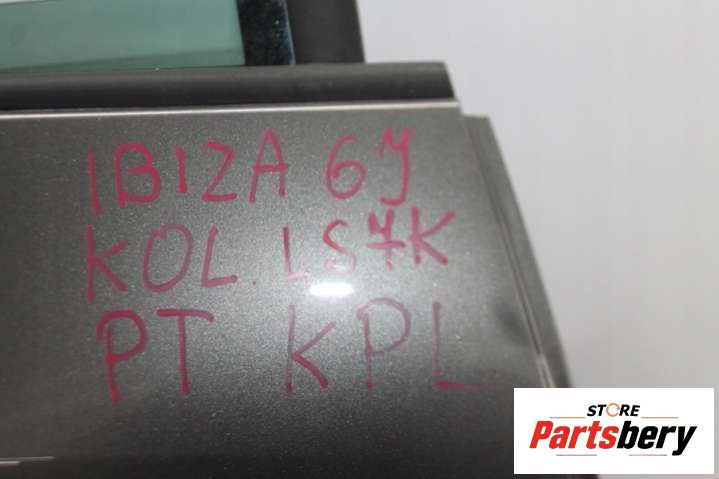 IBIZA 6J
KOL. LS7K
PT KPL
STORE
Partsbery